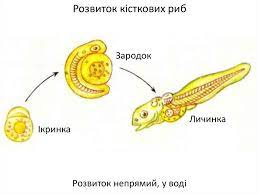 Розвиток кісткових риб
Зародок
Ікринка
Личинка
Розвиток непрямий, у воді